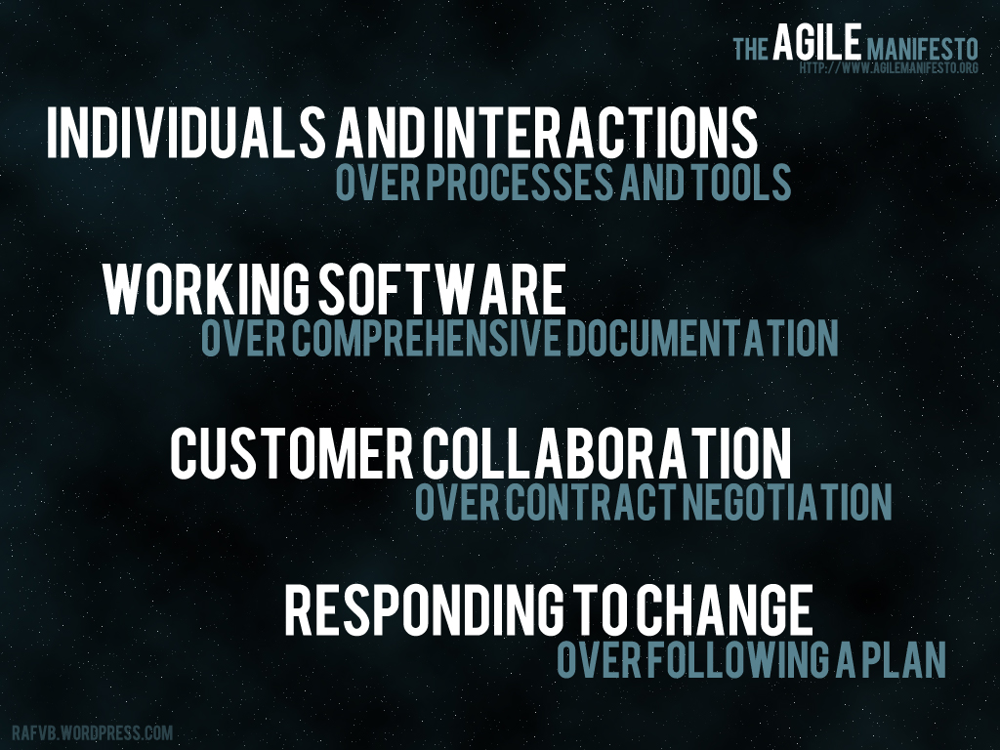 THE AGILE MANIFESTO
HTTP://WWW.AGILEMANIFESTO.ORG
INDIVIDUALS AND INTERACTIONS
OVER PROCESSES AND TOOLS
WORKING SOFTWARE
OVER COMPREHENSIVE DOCUMENTATION
CUSTOMER COLLABORATION
OVER CONTRACT NEGOTIATION
RESPONDING TO CHANGE
OVER FOLLOWING A PLAN
RAFVB.WORDPRESS.COM